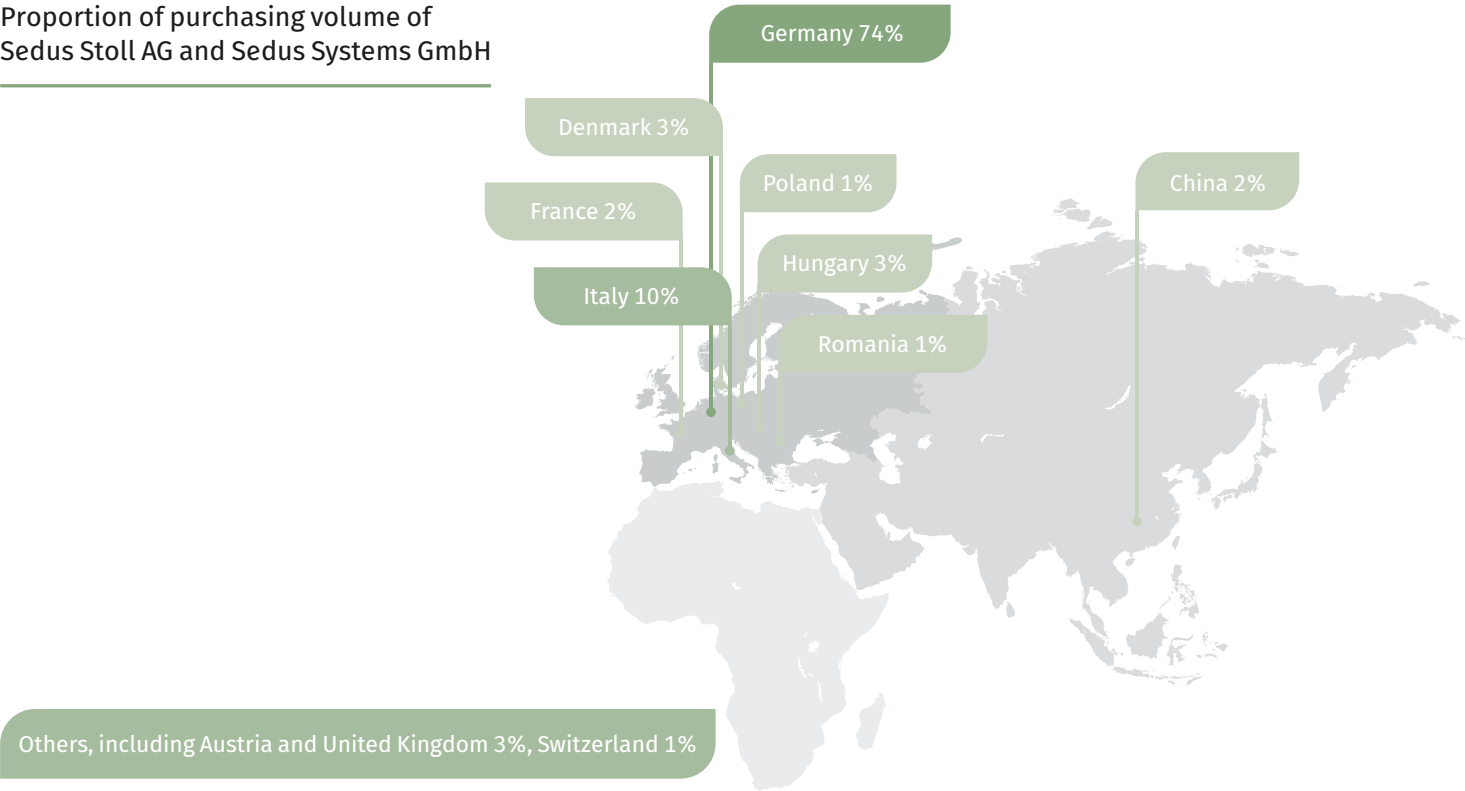 Proportion of purchasing volume of
Sedus Stoll AG and Sedus Systems GmbH
Germany 74%
Denmark 3%
Poland 1%
China 2%
France 2%
Hungary 3%
Italy 10%
Romania 1%
Others, including Austria and United Kingdom 3%, Switzerland 1%